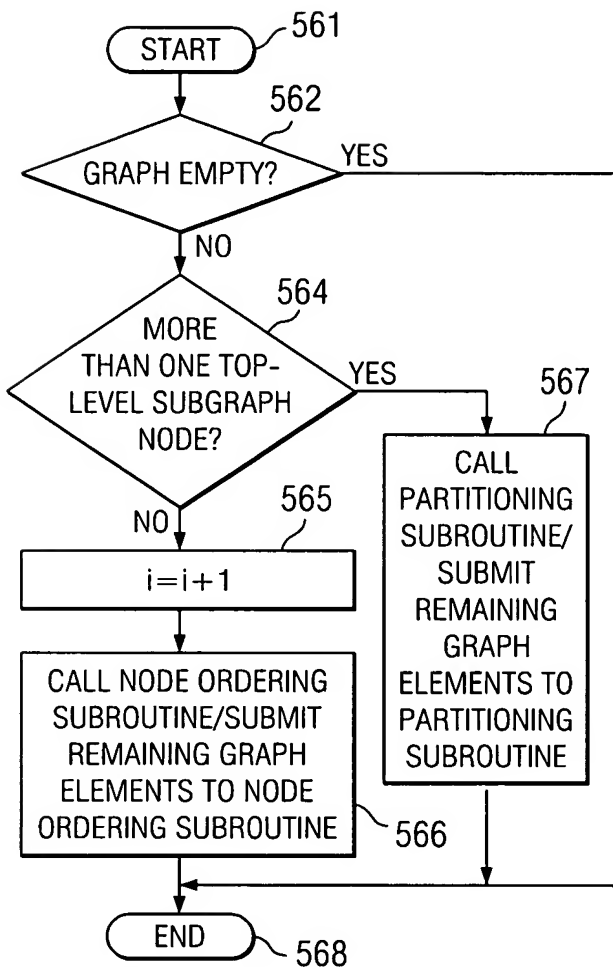 START
561
562
GRAPH EMPTY?
YES
NO
564
MORE
THAN ONE TOP-
LEVEL SUBGRAPH
NODE?
YES
567
NO
565
i=i+1
CALL
PARTITIONING
SUBROUTINE/
SUBMIT
REMAINING
GRAPH
ELEMENTS TO
PARTITIONING
SUBROUTINE
CALL NODE ORDERING
SUBROUTINE/SUBMIT
REMAINING GRAPH
ELEMENTS TO NODE
ORDERING SUBROUTINE
566
END
568